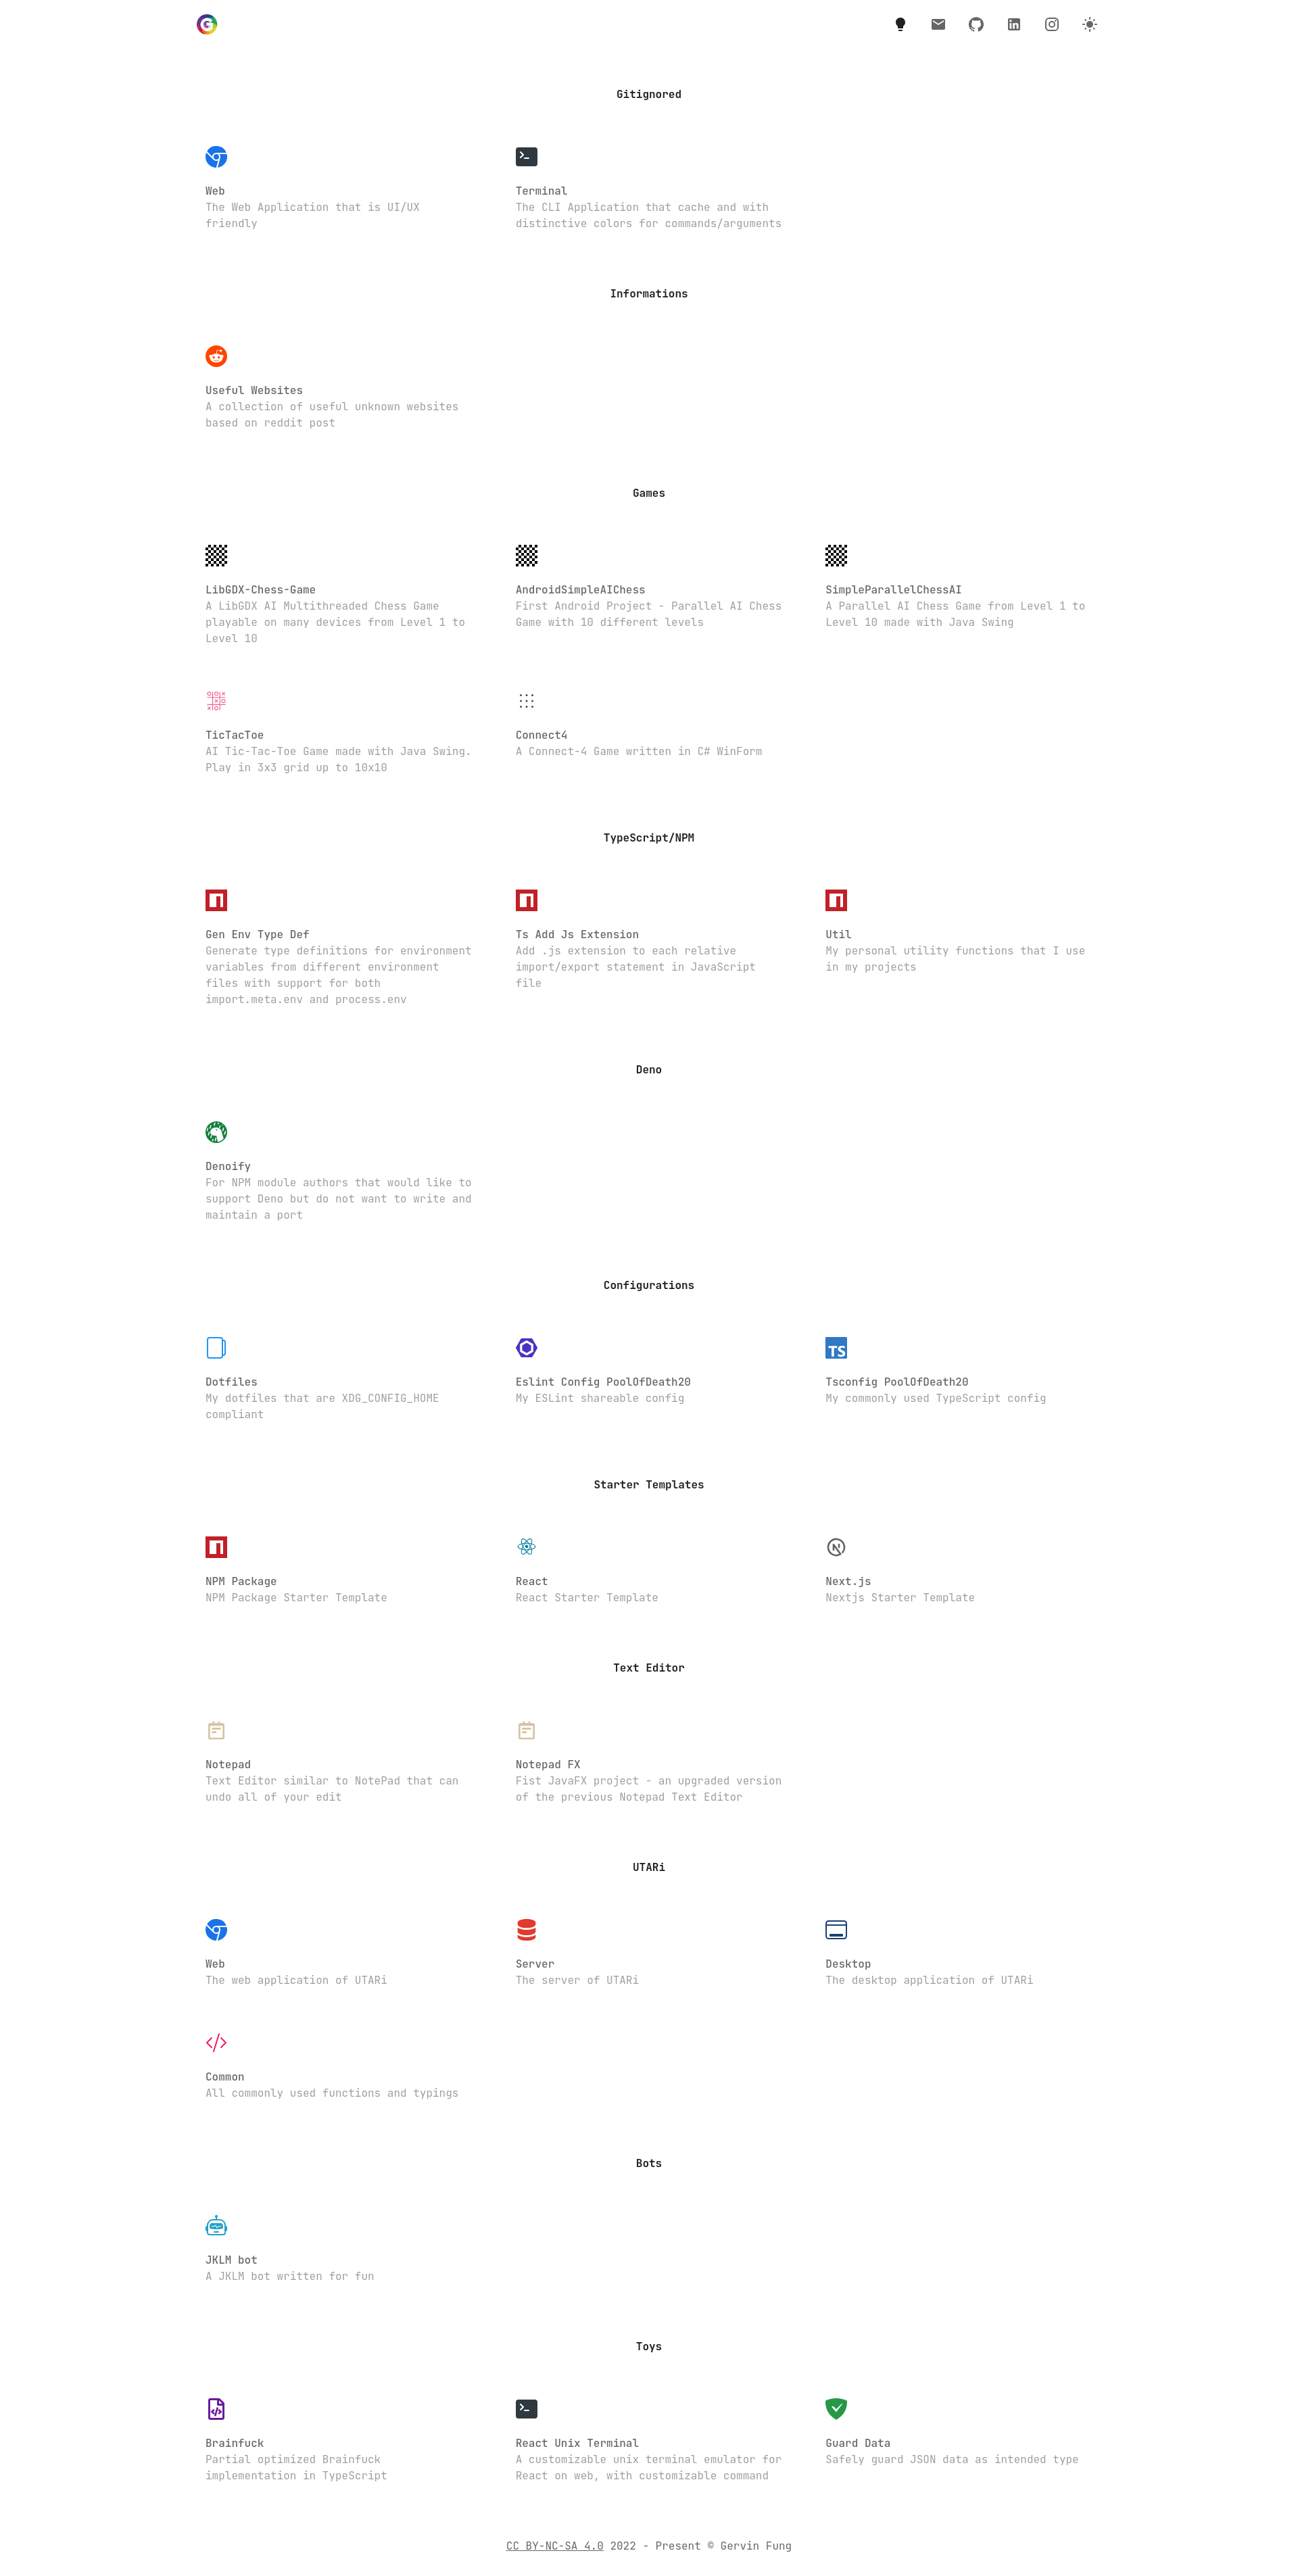 Gitignored
Web
The Web Application that is UI/UX
friendly
Terminal
The CLI Application that cache and with
distinctive colors for commands/arguments
Informations
Useful Websites
A collection of useful unknown websites
based on reddit post
Games
LibGDX-Chess-Game
A LibGDX AI Multithreaded Chess Game
playable on many devices from Level 1 to
Level 10
AndroidSimpleAIChess
First Android Project - Parallel AI Chess
Game with 10 different levels
SimpleParallelChessAI
A Parallel AI Chess Game from Level 1 to
Level 10 made with Java Swing
TicTacToe
AI Tic-Tac-Toe Game made with Java Swing.
Play in 3x3 grid up to 10x10
Connect4
A Connect-4 Game written in C# WinForm
TypeScript/NPM
Gen Env Type Def
Generate type definitions for environment
variables from different environment
files with support for both
import.meta.env and process.env
Ts Add Js Extension
Add .js extension to each relative
import/export statement in JavaScript
file
Util
My personal utility functions that I use
in my projects
Deno
Denoify
For NPM module authors that would like to
support Deno but do not want to write and
maintain a port
Configurations
Dotfiles
My dotfiles that are XDG_CONFIG_HOME
compliant
Eslint Config PoolOfDeath20
My ESLint shareable config
TS
Tsconfig PoolOfDeath20
My commonly used TypeScript config
Starter Templates
NPM Package
NPM Package Starter Template
React
React Starter Template
Next.js
Nextjs Starter Template
Text Editor
Notepad
Text Editor similar to NotePad that can
undo all of your edit
Notepad FX
Fist JavaFX project - an upgraded version
of the previous Notepad Text Editor
UTARi
Web
The web application of UTARi
Server
The server of UTARi
Desktop
The desktop application of UTARi
Common
All commonly used functions and typings
Bots
JKLM bot
A JKLM bot written for fun
Toys
Brainfuck
Partial optimized Brainfuck
implementation in TypeScript
React Unix Terminal
A customizable unix terminal emulator for
React on web, with customizable command
Guard Data
Safely guard JSON data as intended type
CC BY-NC-SA 4.0 2022 - Present © Gervin Fung